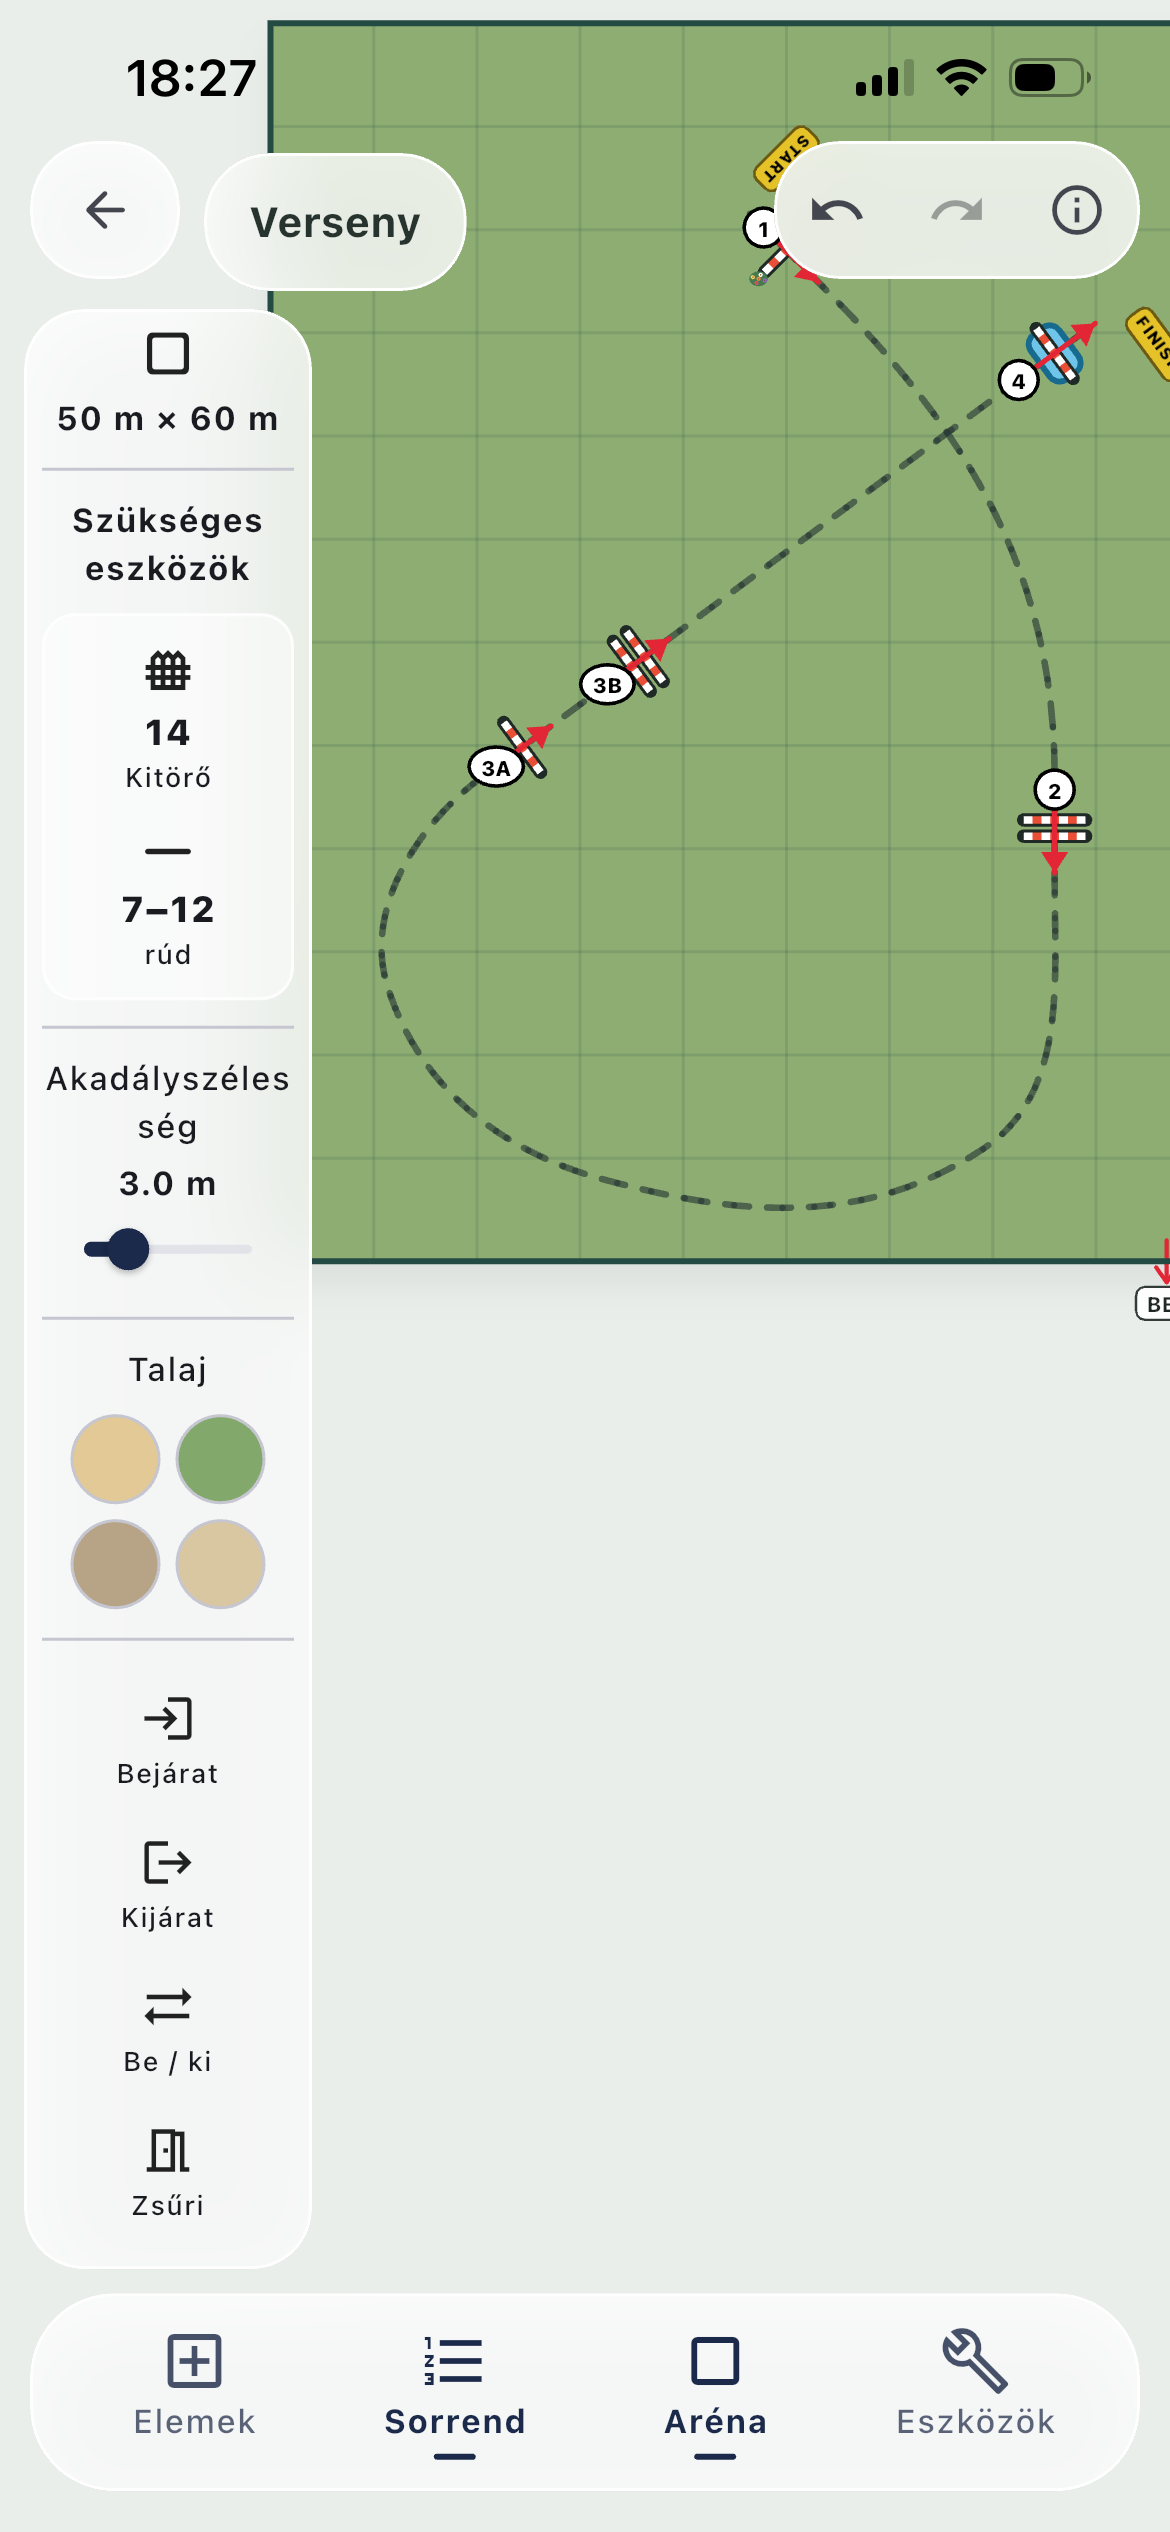 18:27
START
Verseny
1
4
50 m × 60 m
Szükséges
eszközök
14
Kitörő
7–12
rúd
3B
3A
2
Akadályszéles
ség
3.0 m
BE
Talaj
Bejárat
Kijárat
Be / ki
Zsűri
Elemek
Sorrend
Aréna
Eszközök